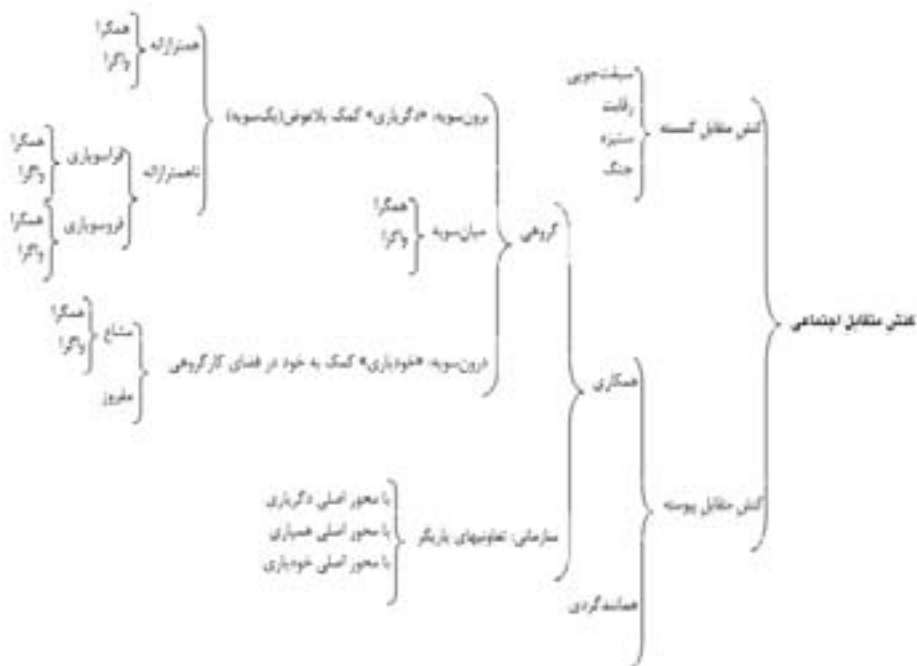 کنش متقابل اجتماعی
کنش متقابل گسسته
سبقت‌جویی
رقابت
ستیزه
جنگ
کنش متقابل پیوسته
همکاری
گروهی
برون‌سویه: «دگریاری» کمک بلاعوض(یک‌سویه)
همترازانه
همگرا
واگرا
ناهمترازانه
فراسویاری
همگرا
واگرا
فروسویاری
همگرا
واگرا
میان‌سویه
همگرا
واگرا
درون‌سویه: «خودیاری» کمک به خود در فضای کارگروهی
مشاع
همگرا
واگرا
مفروز
سازمانی: تعاونیهای یاریگر
با محور اصلی دگریاری
با محور اصلی همیاری
با محور اصلی خودیاری
همانندگردی